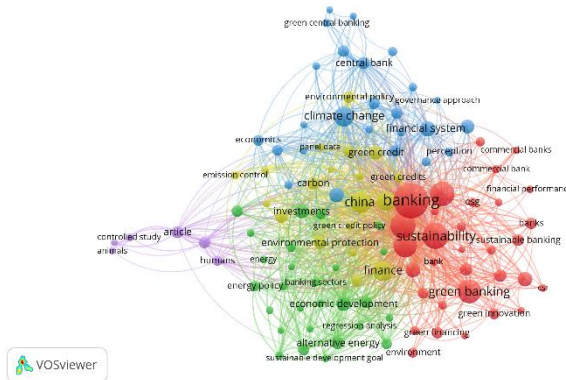 green central banking
central bank
environmental policy
governance approach
climate change
financial system
economics
panel data
green credit
perception
commercial banks
commercial bank
emission control
carbon
green credits
financial performance
china
banking
esg
investments
green credit policy
banks
article
controlled study
sustainability
sustainable banking
animals
environmental protection
humans
energy
bank
finance
energy policy
banking sectors
green banking
csr
economic development
green innovation
regression analysis
green financing
alternative energy
environment
sustainable development goal
VOSviewer